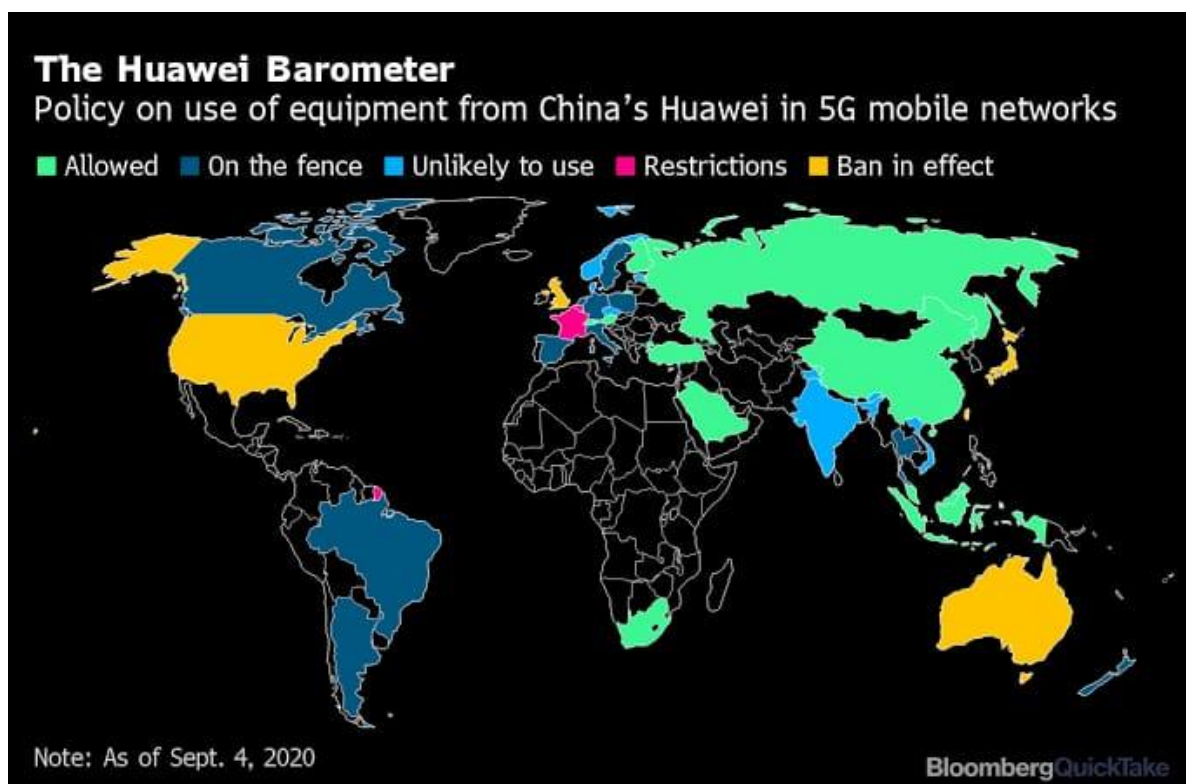 The Huawei Barometer
Policy on use of equipment from China's Huawei in 5G mobile networks
Allowed On the fence Unlikely to use Restrictions Ban in effect
Note: As of Sept. 4, 2020
BloombergQuickTake